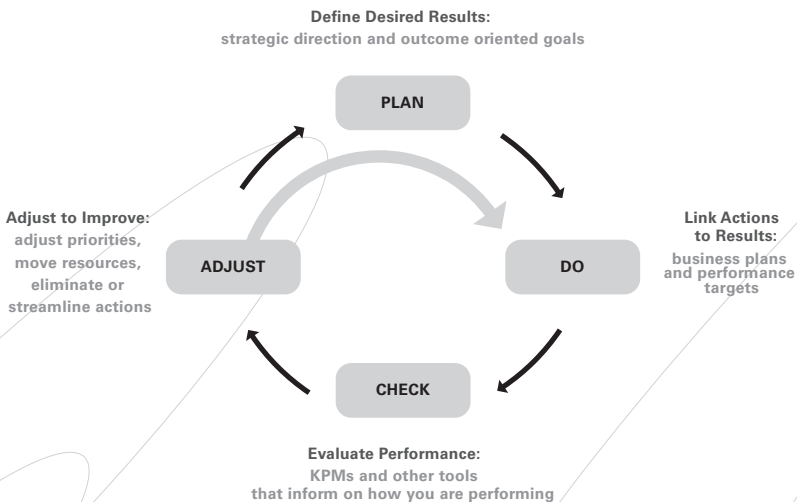 Define Desired Results:
strategic direction and outcome oriented goals
PLAN
Adjust to Improve:
adjust priorities,
move resources,
eliminate or
streamline actions
ADJUST
DO
Link Actions
to Results:
business plans
and performance
targets
CHECK
Evaluate Performance:
KPMs and other tools
that inform on how you are performing